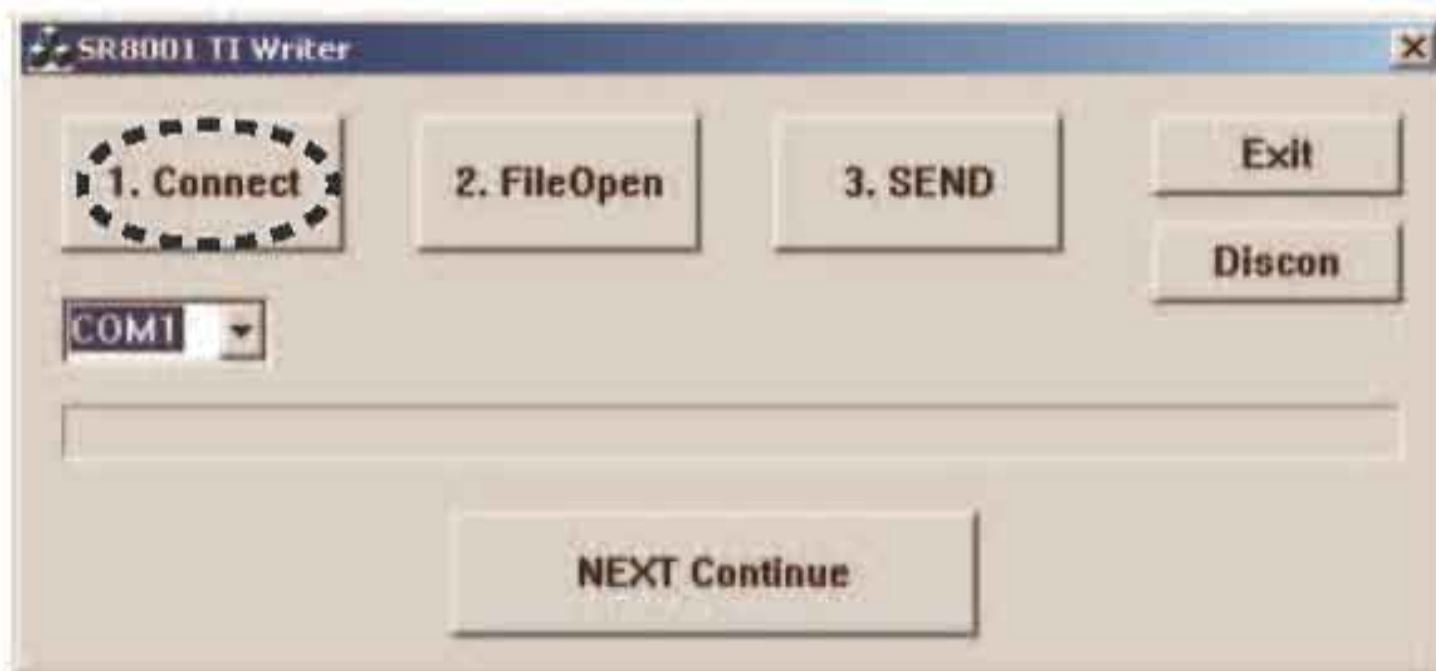 SR8001 TI Writer
1. Connect
2. FileOpen
3. SEND
Exit
Discon
COM1
NEXT Continue